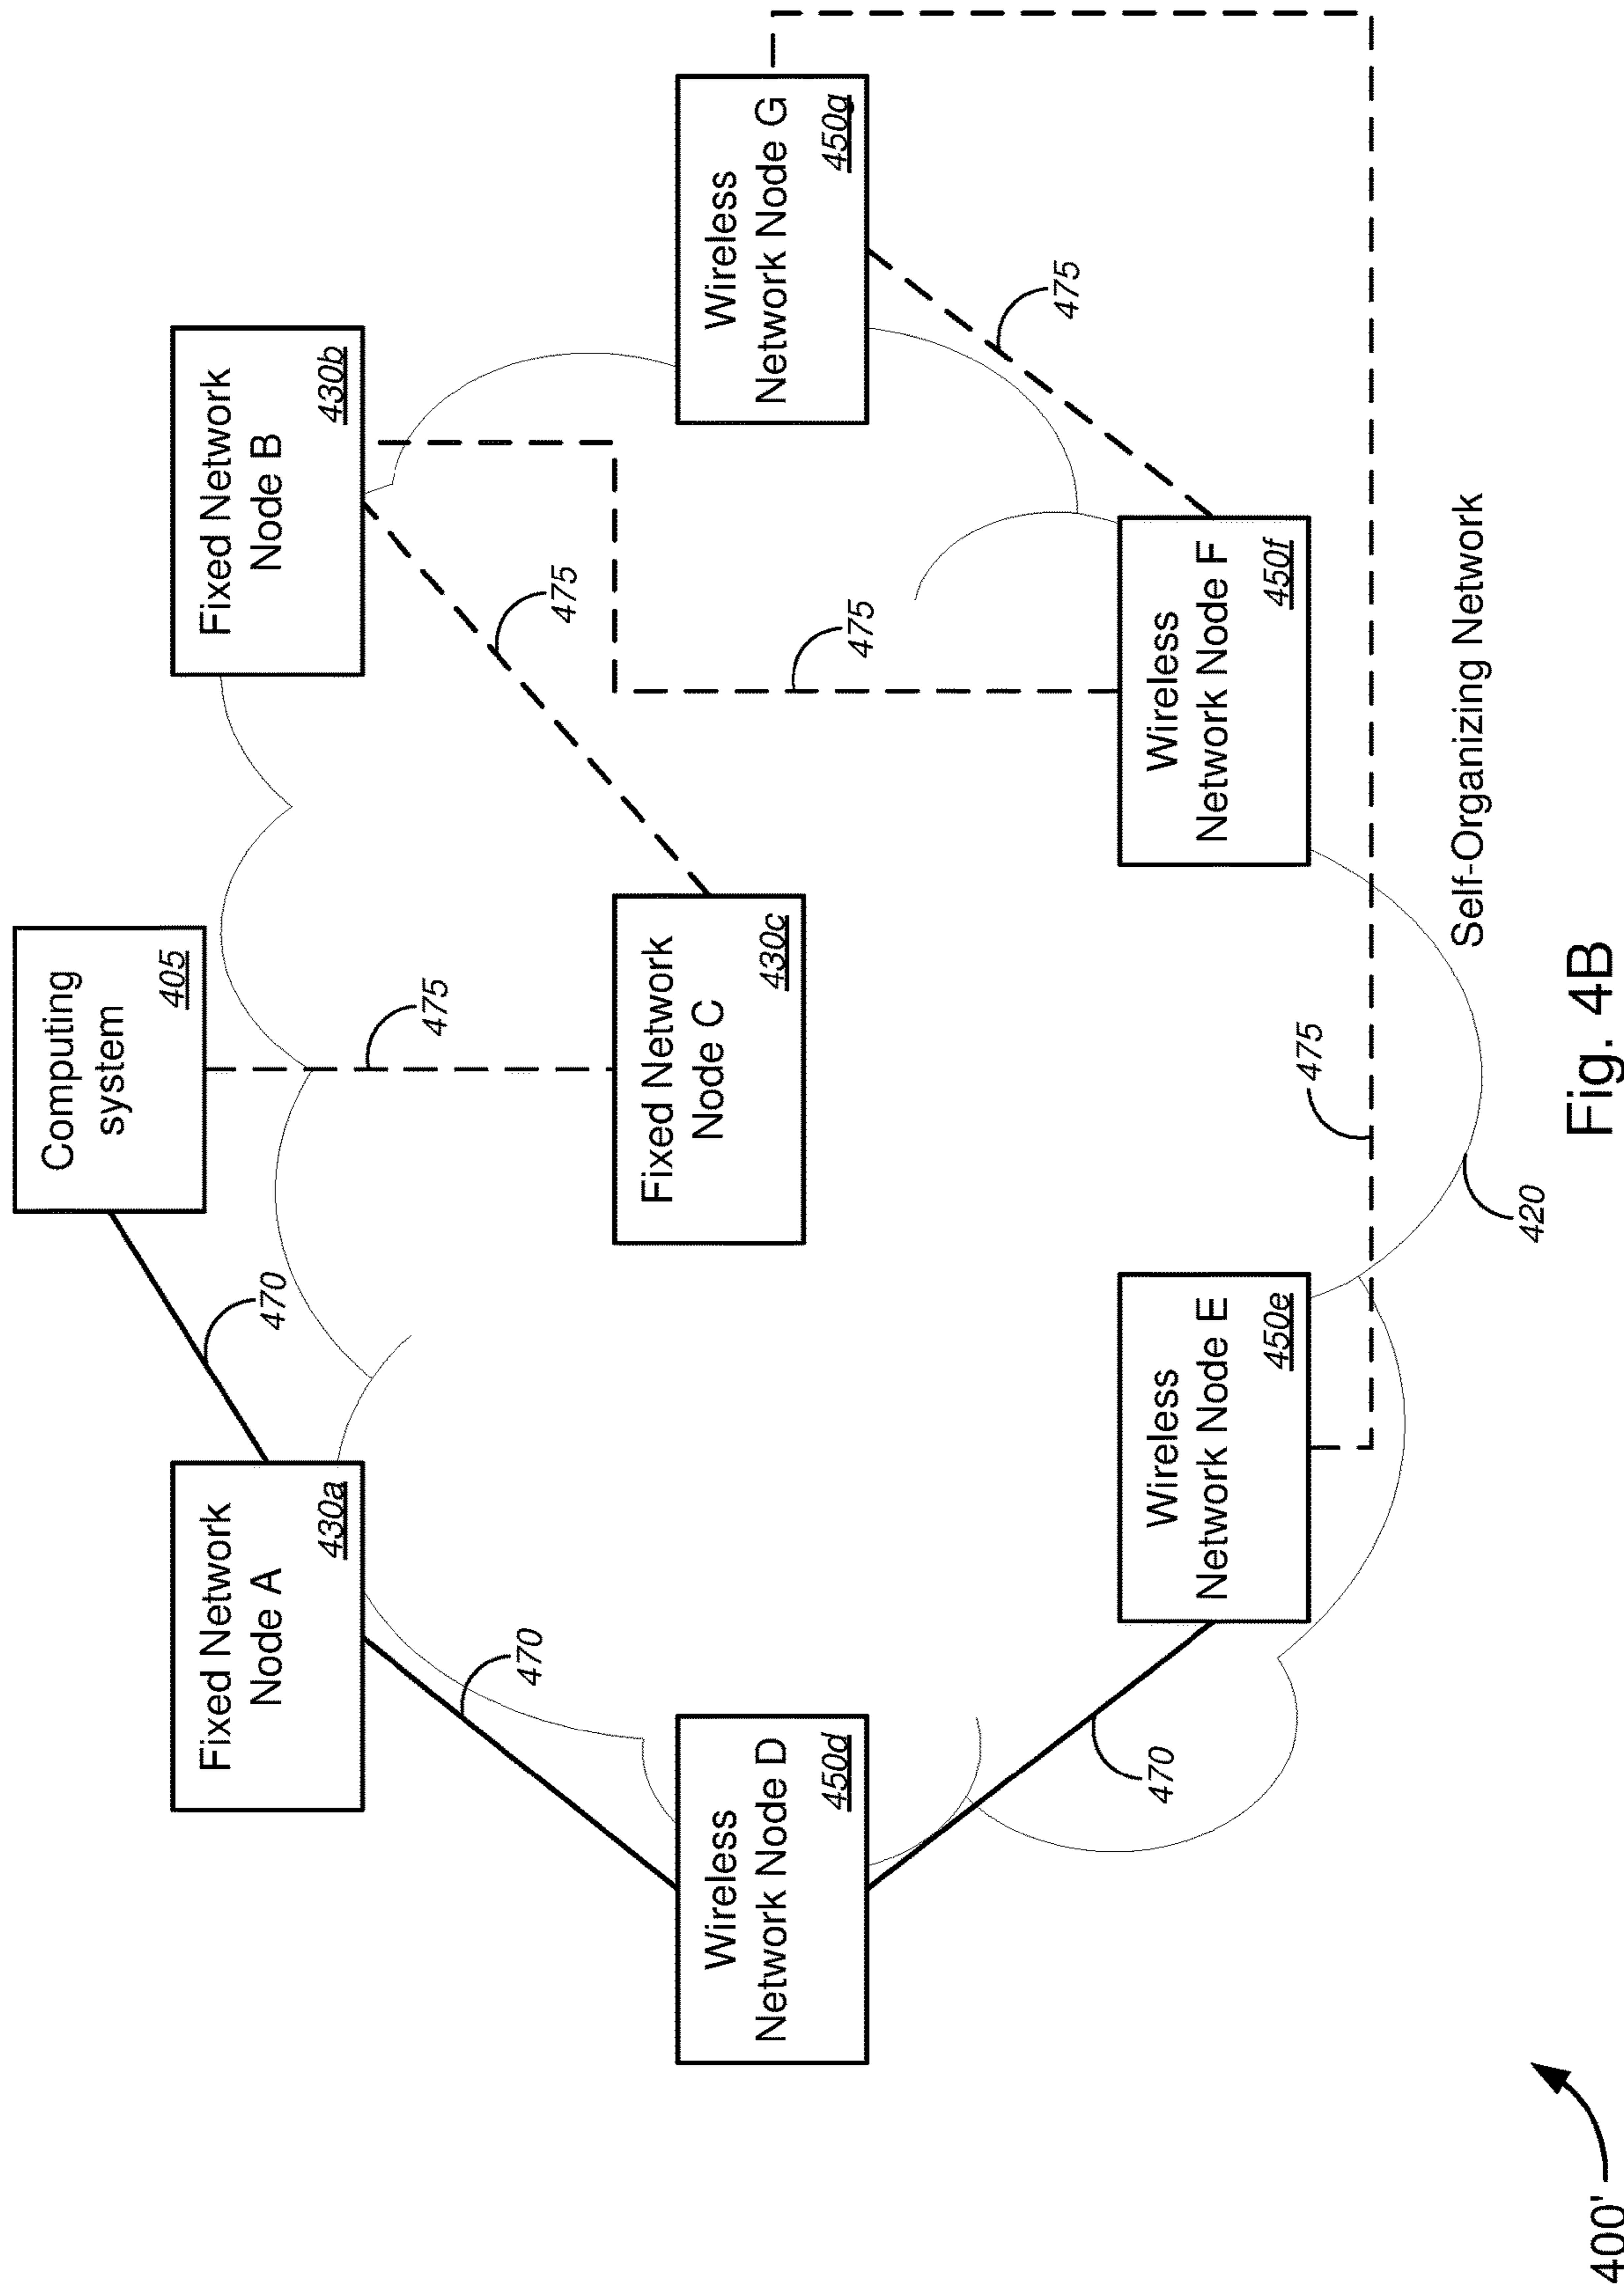 400'
Computing
system
405
470
Fixed Network
Node A
430a
Fixed Network
Node B
430b
475
475
470
Fixed Network
Node C
430c
475
Wireless
Network Node D
450d
Wireless
Network Node G
450g
475
470
Wireless
Network Node E
450e
Wireless
Network Node F
450f
475
420
Self-Organizing Network
Fig. 4B